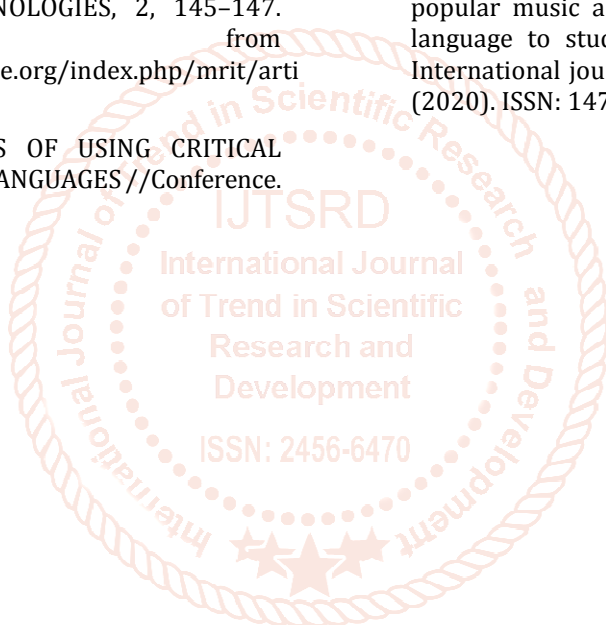 NOLOGIES, 2, 145–147.
from
e.org/index.php/mrit/arti
S OF USING CRITICAL
ANGUAGES //Conference.
popular music a
language to stud
International jour
(2020). ISSN: 147
International Journal of Trend in Scientific Research and Development
IJTSRD
International Journal
of Trend in Scientific
Research and
Development
ISSN: 2456-6470